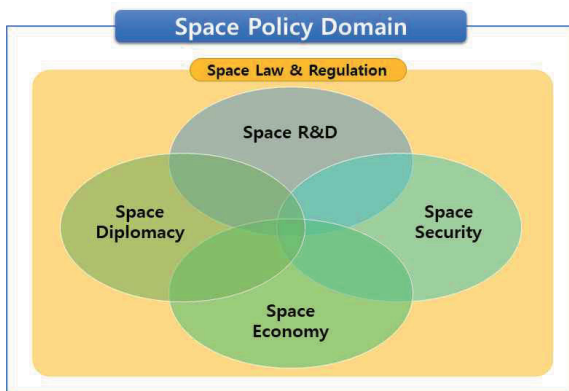 Space Policy Domain
Space Law & Regulation
Space R&D
Space
Diplomacy
Space
Security
Space
Economy